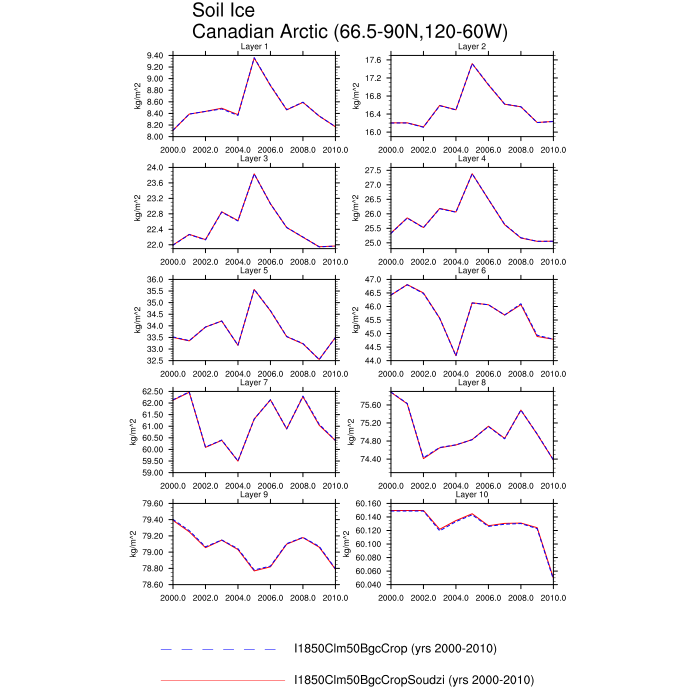 Soil Ice
Canadian Arctic (66.5-90N,120-60W)
Layer 1
9.40
9.20
9.00
8.80
8.60
8.40
8.20
8.00
kg/m^2
2000.0 2002.0 2004.0 2006.0 2008.0 2010.0
Layer 2
17.6
17.2
16.8
16.4
16.0
kg/m^2
2000.0 2002.0 2004.0 2006.0 2008.0 2010.0
Layer 3
24.0
23.6
23.2
22.8
22.4
22.0
kg/m^2
2000.0 2002.0 2004.0 2006.0 2008.0 2010.0
Layer 4
27.5
27.0
26.5
26.0
25.5
25.0
kg/m^2
2000.0 2002.0 2004.0 2006.0 2008.0 2010.0
Layer 5
36.0
35.5
35.0
34.5
34.0
33.5
33.0
32.5
kg/m^2
2000.0 2002.0 2004.0 2006.0 2008.0 2010.0
Layer 6
47.0
46.5
46.0
45.5
45.0
44.5
44.0
kg/m^2
2000.0 2002.0 2004.0 2006.0 2008.0 2010.0
Layer 7
62.50
62.00
61.50
61.00
60.50
60.00
59.50
59.00
kg/m^2
2000.0 2002.0 2004.0 2006.0 2008.0 2010.0
Layer 8
75.60
75.20
74.80
74.40
kg/m^2
2000.0 2002.0 2004.0 2006.0 2008.0 2010.0
Layer 9
79.60
79.40
79.20
79.00
78.80
78.60
kg/m^2
2000.0 2002.0 2004.0 2006.0 2008.0 2010.0
Layer 10
60.160
60.140
60.120
60.100
60.080
60.060
60.040
kg/m^2
2000.0 2002.0 2004.0 2006.0 2008.0 2010.0
I1850Clm50BgcCrop (yrs 2000-2010)
I1850Clm50BgcCropSoudzi (yrs 2000-2010)